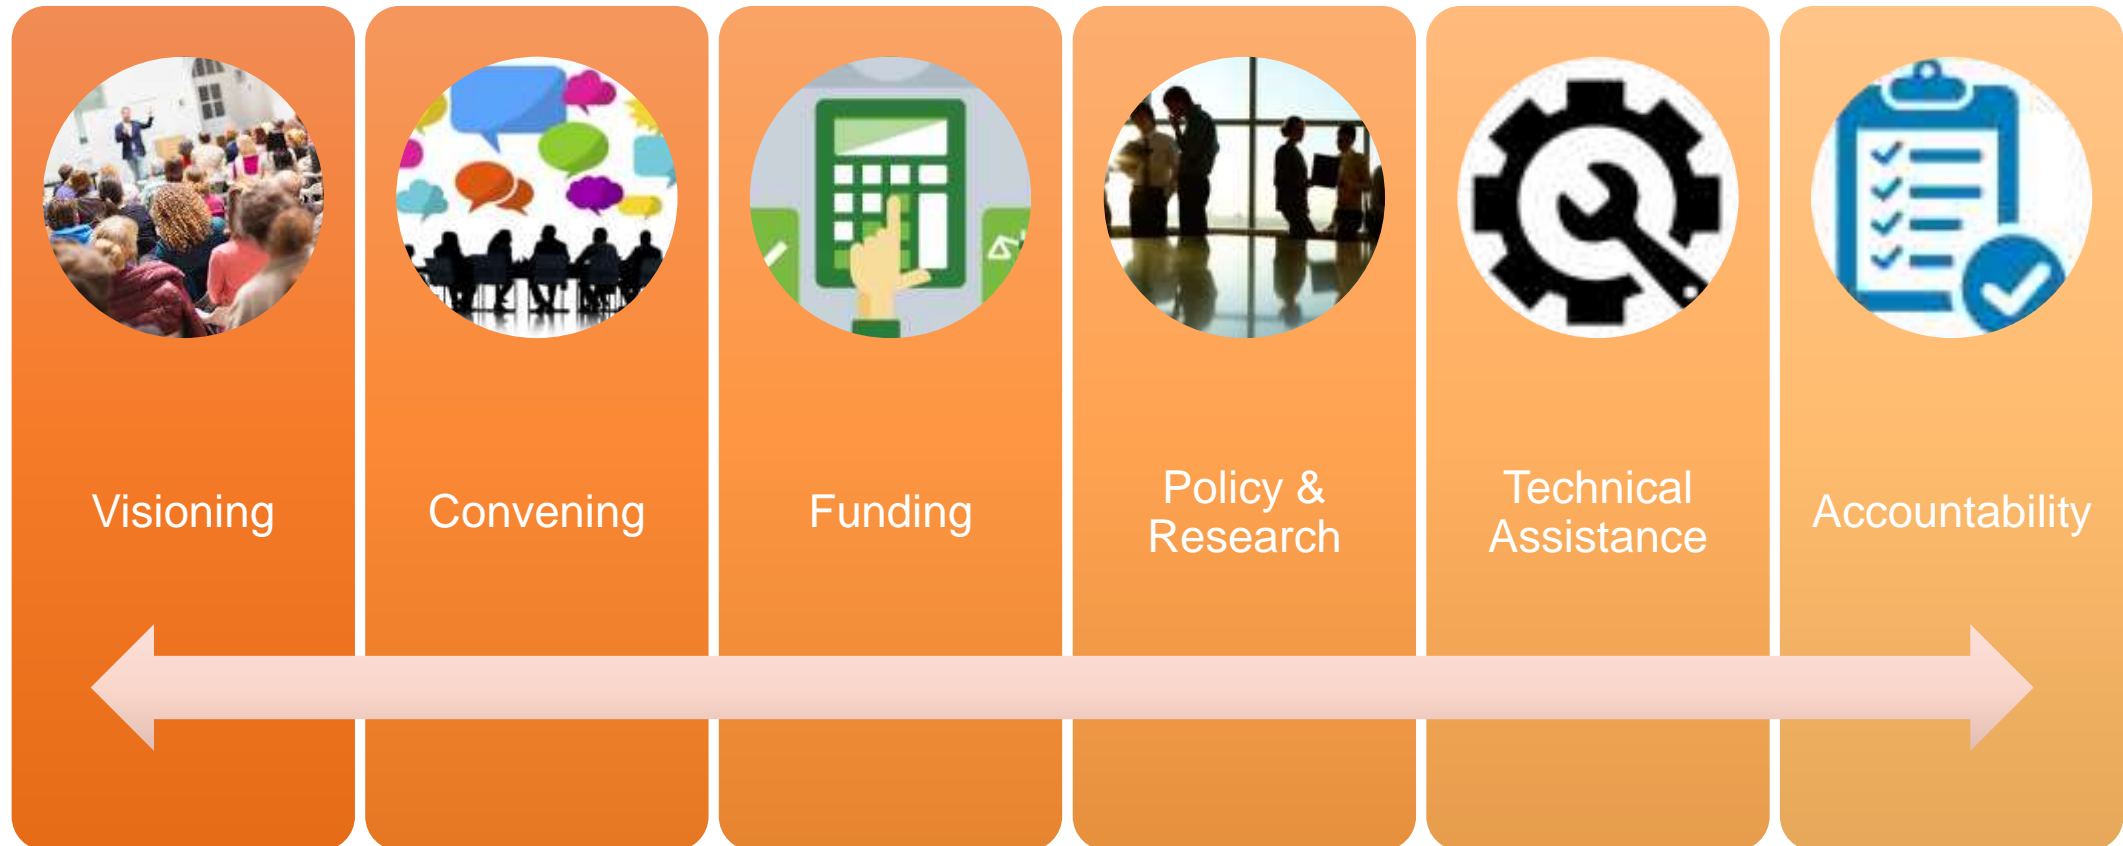 Visioning
Convening
Funding
Policy &
Research
Technical
Assistance
Accountability